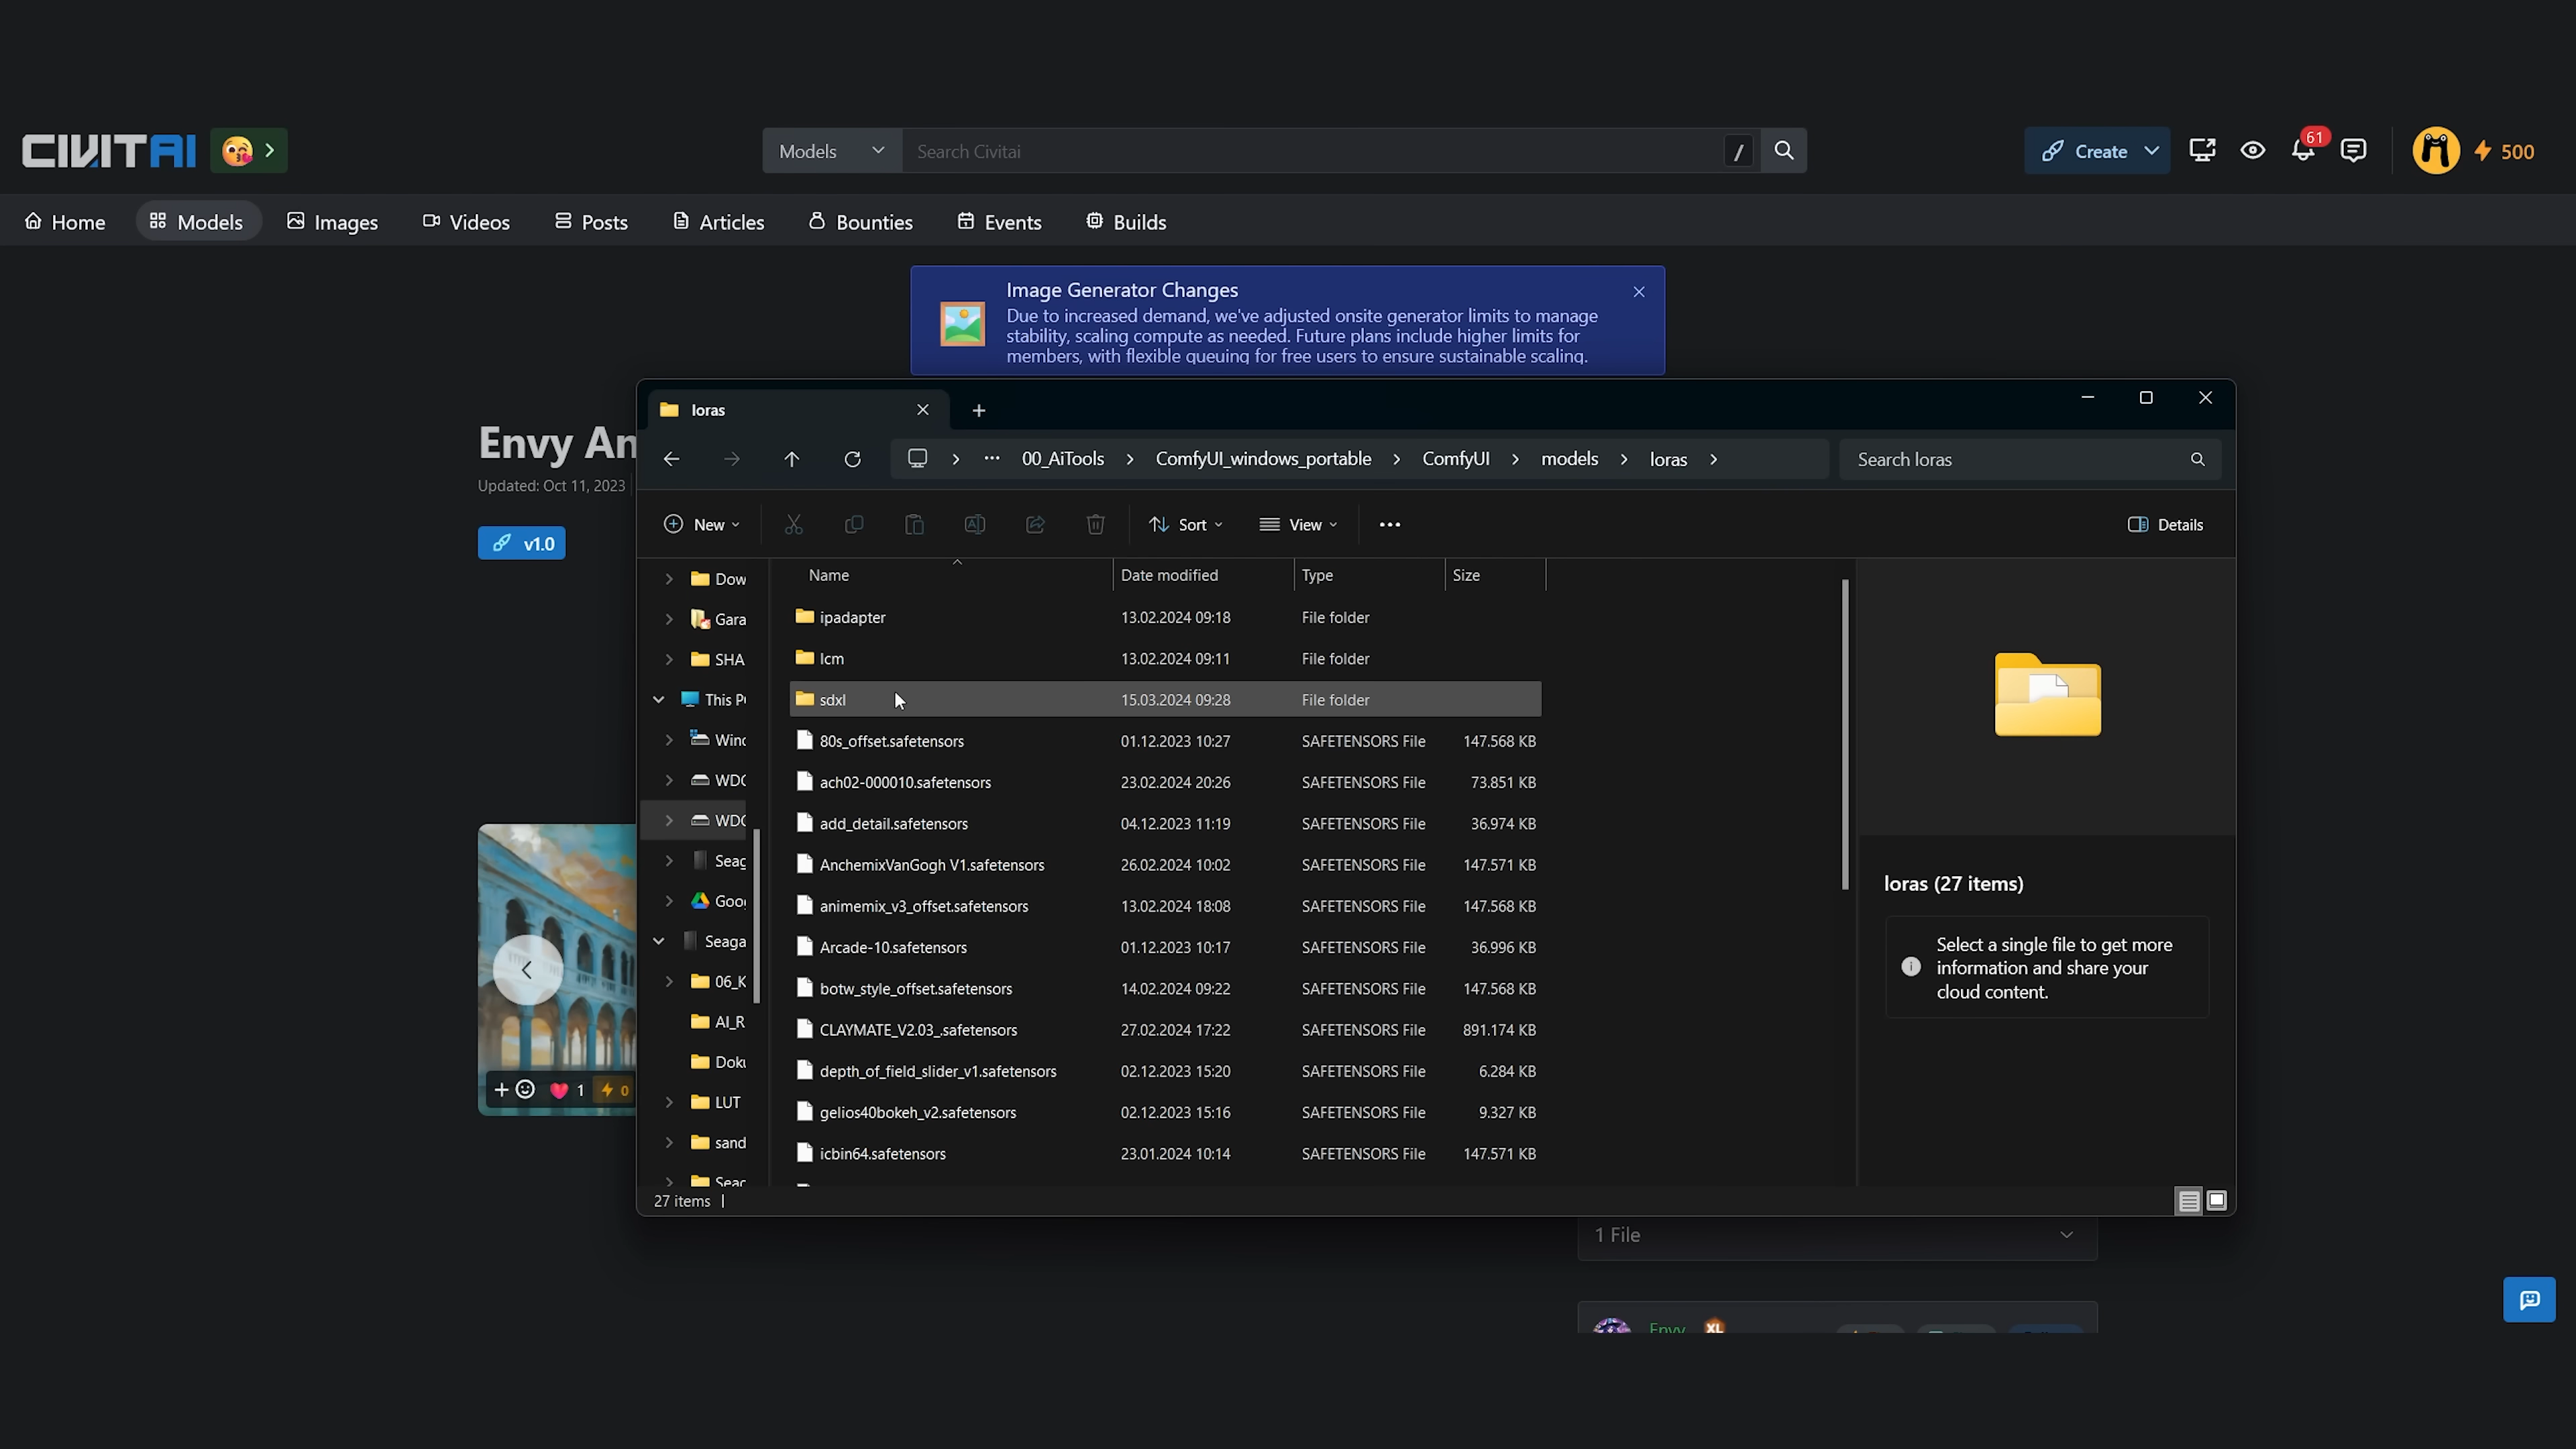 CIVITAI
Models
Search Civitai
/
Create
61
500
Home
Models
Images
Videos
Posts
Articles
Bounties
Events
Builds
Image Generator Changes
Due to increased demand, we've adjusted onsite generator limits to manage
stability, scaling compute as needed. Future plans include higher limits for
members, with flexible queuing for free users to ensure sustainable scaling.
Envy An
Updated: Oct 11, 2023
v1.0
1
0
loras
00_AiTools
ComfyUI_windows_portable
ComfyUI
models
loras
Search loras
New
Sort
View
Details
Dow
Gara
SHA
This P
Wind
WDC
WDC
Seag
Goo
Seaga
06_K
AI_R
Doku
LUT
sand
Seag
Name Date modified Type Size
ipadapter 13.02.2024 09:18 File folder
lcm 13.02.2024 09:11 File folder
sdxl 15.03.2024 09:28 File folder
80s_offset.safetensors 01.12.2023 10:27 SAFETENSORS File 147.568 KB
ach02-000010.safetensors 23.02.2024 20:26 SAFETENSORS File 73.851 KB
add_detail.safetensors 04.12.2023 11:19 SAFETENSORS File 36.974 KB
AnchemixVanGogh V1.safetensors 26.02.2024 10:02 SAFETENSORS File 147.571 KB
animemix_v3_offset.safetensors 13.02.2024 18:08 SAFETENSORS File 147.568 KB
Arcade-10.safetensors 01.12.2023 10:17 SAFETENSORS File 36.996 KB
botw_style_offset.safetensors 14.02.2024 09:22 SAFETENSORS File 147.568 KB
CLAYMATE_V2.03_.safetensors 27.02.2024 17:22 SAFETENSORS File 891.174 KB
depth_of_field_slider_v1.safetensors 02.12.2023 15:20 SAFETENSORS File 6.284 KB
gelios40bokeh_v2.safetensors 02.12.2023 15:16 SAFETENSORS File 9.327 KB
icbin64.safetensors 23.01.2024 10:14 SAFETENSORS File 147.571 KB
loras (27 items)
Select a single file to get more
information and share your
cloud content.
27 items
1 File
Envy
XL